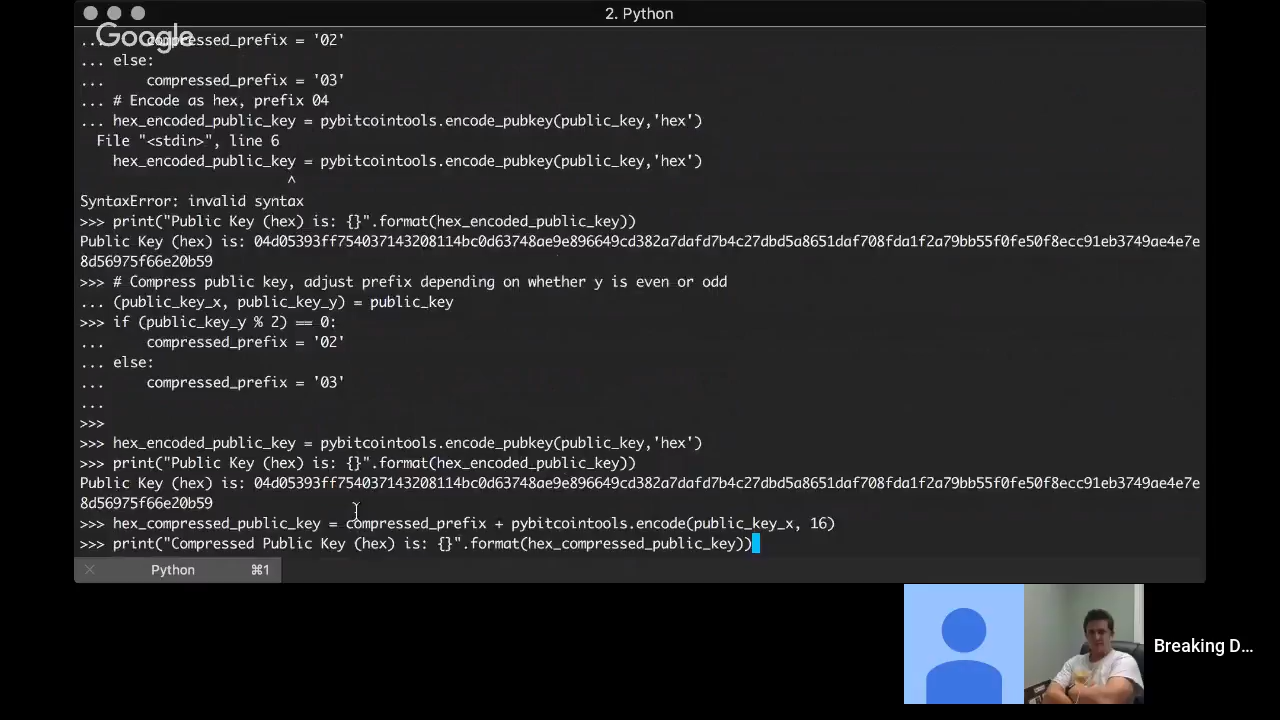 2. Python
Google
... compressed_prefix = '02'
... else:
... compressed_prefix = '03'
... # Encode as hex, prefix 04
... hex_encoded_public_key = pybitcointools.encode_pubkey(public_key,'hex')
File "<stdin>", line 6
hex_encoded_public_key = pybitcointools.encode_pubkey(public_key,'hex')
^
SyntaxError: invalid syntax
>>> print("Public Key (hex) is: {}".format(hex_encoded_public_key))
Public Key (hex) is: 04d05393ff754037143208114bc0d63748ae9e896649cd382a7dafd7b4c27dbd5a8651daf708fda1f2a79bb55f0fe50f8ecc91eb3749ae4e7e
8d56975f66e20b59
>>> # Compress public key, adjust prefix depending on whether y is even or odd
... (public_key_x, public_key_y) = public_key
>>> if (public_key_y % 2) == 0:
... compressed_prefix = '02'
... else:
... compressed_prefix = '03'
...
>>>
>>> hex_encoded_public_key = pybitcointools.encode_pubkey(public_key,'hex')
>>> print("Public Key (hex) is: {}".format(hex_encoded_public_key))
Public Key (hex) is: 04d05393ff754037143208114bc0d63748ae9e896649cd382a7dafd7b4c27dbd5a8651daf708fda1f2a79bb55f0fe50f8ecc91eb3749ae4e7e
8d56975f66e20b59
>>> hex_compressed_public_key = compressed_prefix + pybitcointools.encode(public_key_x, 16)
>>> print("Compressed Public Key (hex) is: {}".format(hex_compressed_public_key))
Python ⌘1
Breaking D...